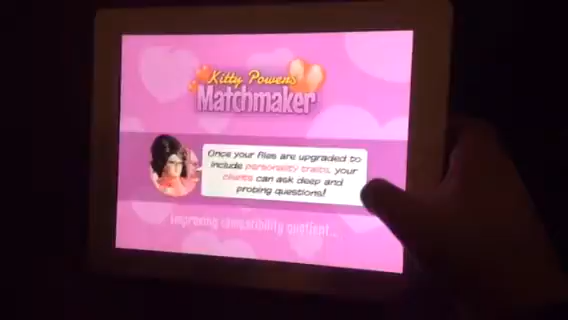 Kitty Powers
Matchmaker
Once your files are upgraded to
include personality traits, your
clients can ask deep and
probing questions!
Improving compatibility quotient...